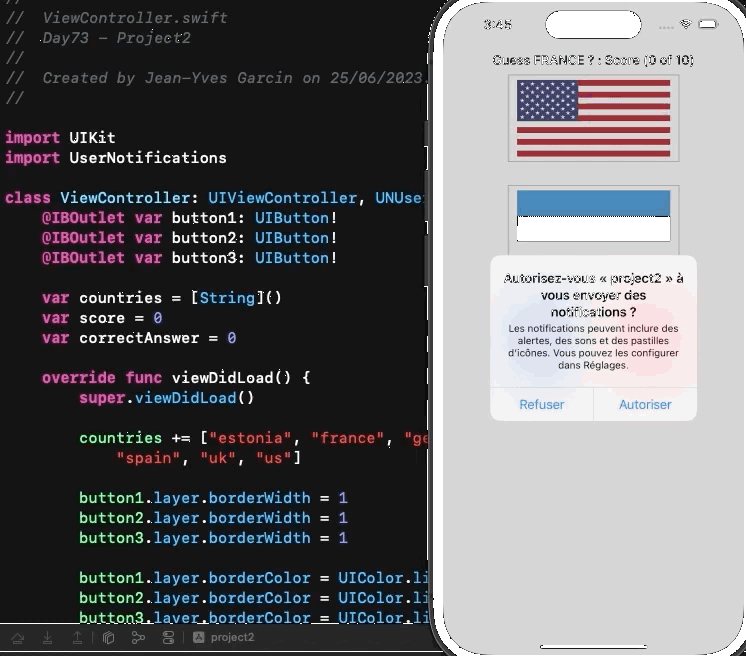 //
//  ViewController.swift
//  Day73 - Project2
//
//  Created by Jean-Yves Garcin on 25/06/2023.
//
import UIKit
import UserNotifications
class ViewController: UIViewController, UNUse
@IBOutlet var button1: UIButton!
@IBOutlet var button2: UIButton!
@IBOutlet var button3: UIButton!
var countries = [String]()
var score = 0
var correctAnswer = 0
override func viewDidLoad() {
super.viewDidLoad()
countries += ["estonia", "france", "ge
"spain", "uk", "us"]
button1.layer.borderWidth = 1
button2.layer.borderWidth = 1
button3.layer.borderWidth = 1
button1.layer.borderColor = UIColor.li
button2.layer.borderColor = UIColor.li
button3.layer.borderColor = UIColor.li
project2
3:45
Guess FRANCE ? : Score (0 of 10)
Autorisez-vous « project2 » à
vous envoyer des
notifications ?
Les notifications peuvent inclure des
alertes, des sons et des pastilles
d'icônes. Vous pouvez les configurer
dans Réglages.
Refuser
Autoriser